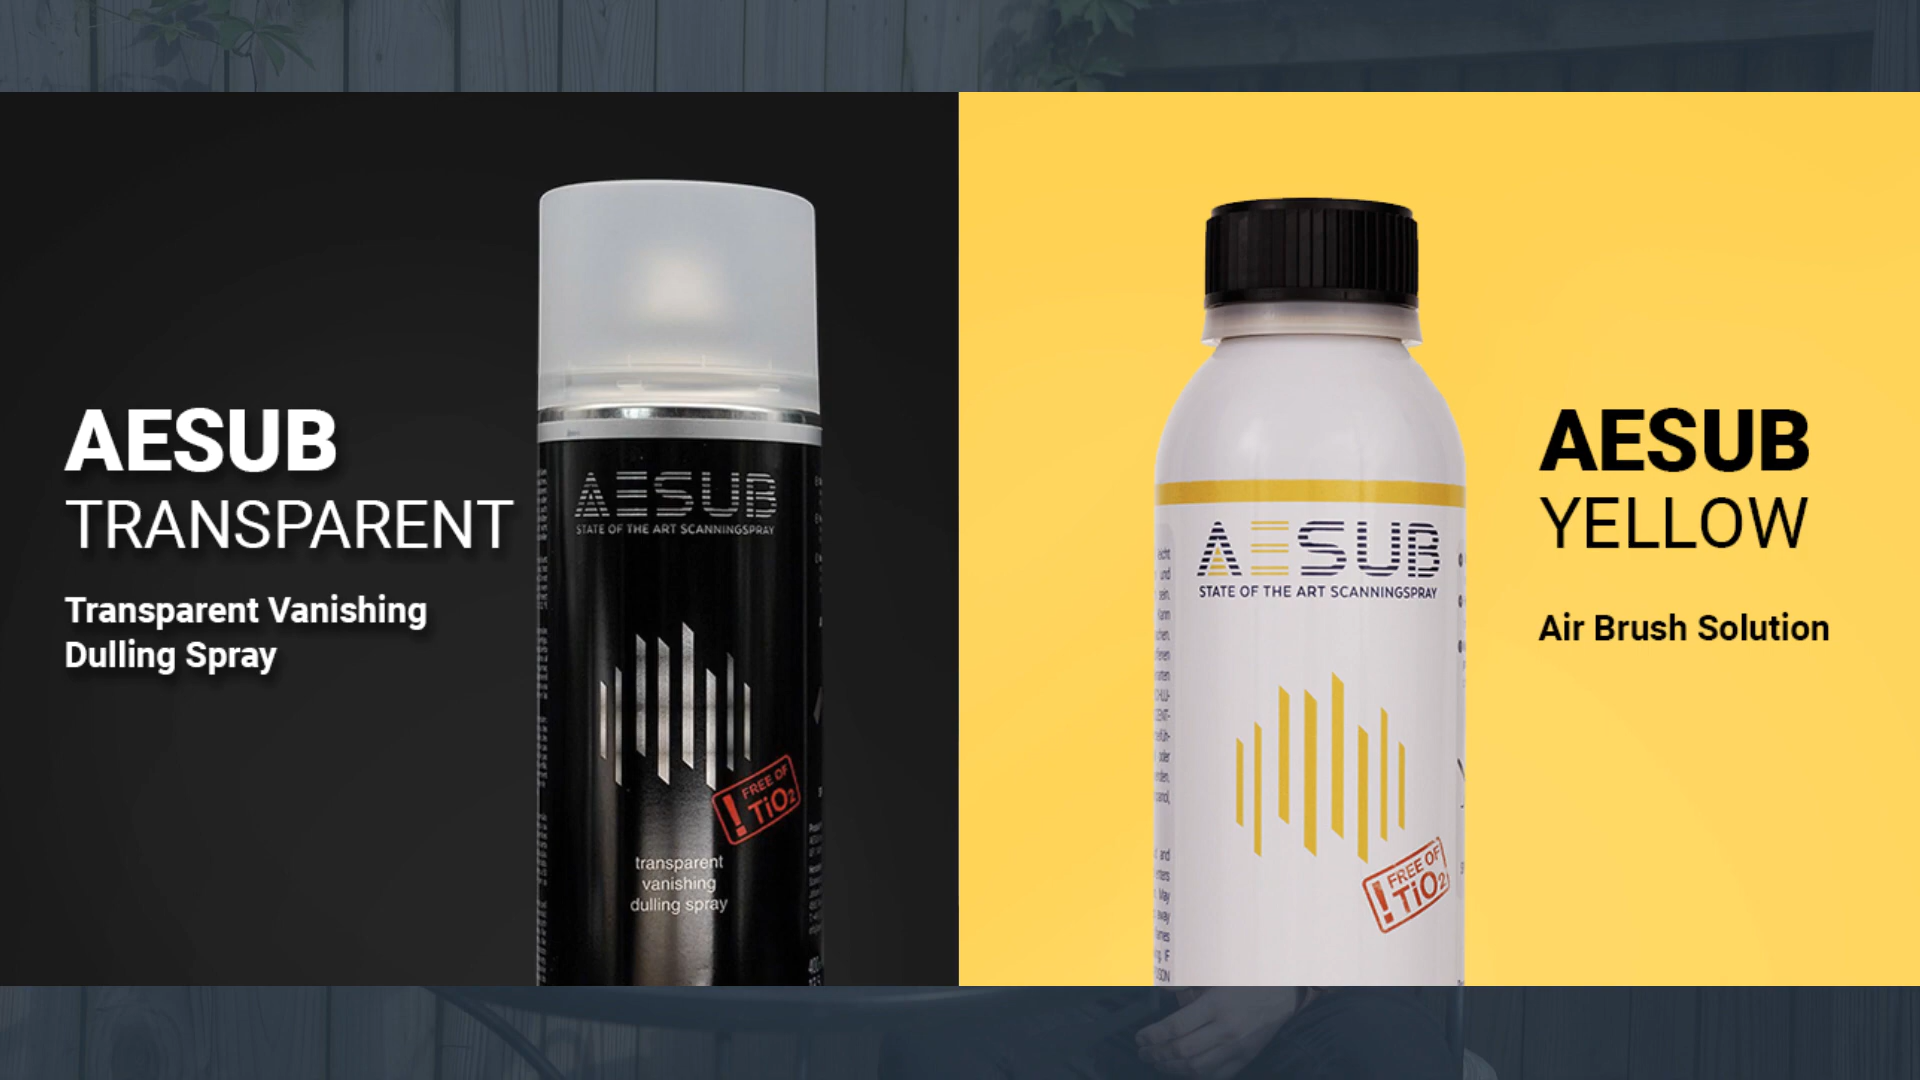 AESUB
TRANSPARENT
Transparent Vanishing
Dulling Spray
AESUB
STATE OF THE ART SCANNINGSPRAY
! FREE OF
TiO2
transparent
vanishing
dulling spray
AESUB
STATE OF THE ART SCANNINGSPRAY
! FREE OF
TiO2
AESUB
YELLOW
Air Brush Solution